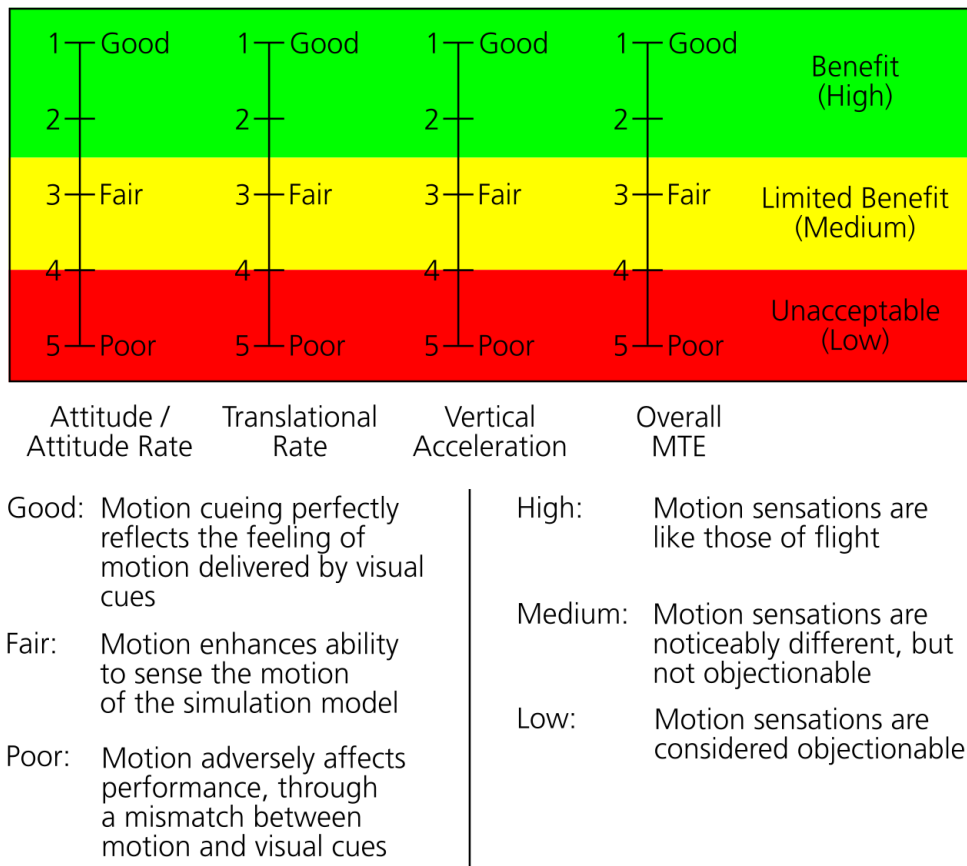 1 Good 1 Good 1 Good 1 Good
Benefit
(High)
2 2 2 2
3 Fair 3 Fair 3 Fair 3 Fair
Limited Benefit
(Medium)
4 4 4 4
Unacceptable
(Low)
5 Poor 5 Poor 5 Poor 5 Poor
Attitude /
Attitude Rate
Translational
Rate
Vertical
Acceleration
Overall
MTE
Good: Motion cueing perfectly
reflects the feeling of
motion delivered by visual
cues
Fair: Motion enhances ability
to sense the motion
of the simulation model
Poor: Motion adversely affects
performance, through
a mismatch between
motion and visual cues
High: Motion sensations are
like those of flight
Medium: Motion sensations are
noticeably different, but
not objectionable
Low: Motion sensations are
considered objectionable